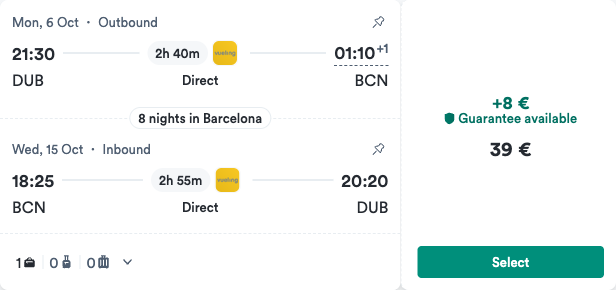 Mon, 6 Oct · Outbound
21:30 2h 40m vueling 01:10+1
DUB Direct BCN
8 nights in Barcelona
Wed, 15 Oct · Inbound
18:25 2h 55m vueling 20:20
BCN Direct DUB
1 0 0
+8 €
Guarantee available
39 €
Select